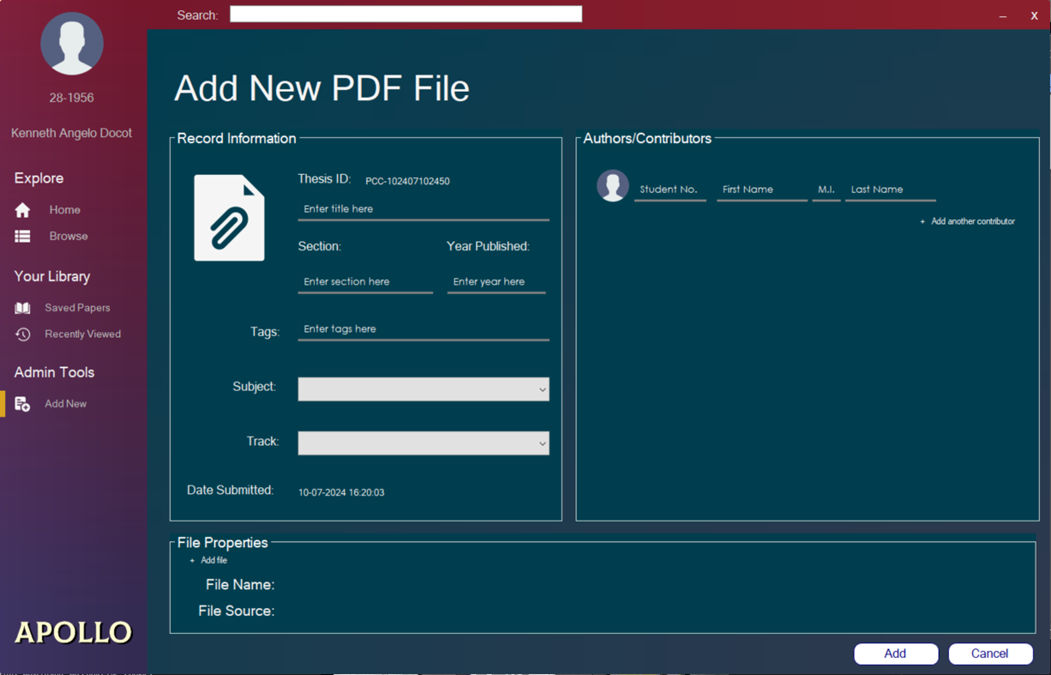 Search:
– X
28-1956
Kenneth Angelo Docot
Explore
Home
Browse
Your Library
Saved Papers
Recently Viewed
Admin Tools
Add New
APOLLO
Add New PDF File
Record Information
Thesis ID: PCC-102407102450
Enter title here
Section: Year Published:
Enter section here Enter year here
Tags: Enter tags here
Subject:
Track:
Date Submitted: 10-07-2024 16:20:03
Authors/Contributors
Student No. First Name M.I. Last Name
+ Add another contributor
File Properties
+ Add file
File Name:
File Source:
Add Cancel